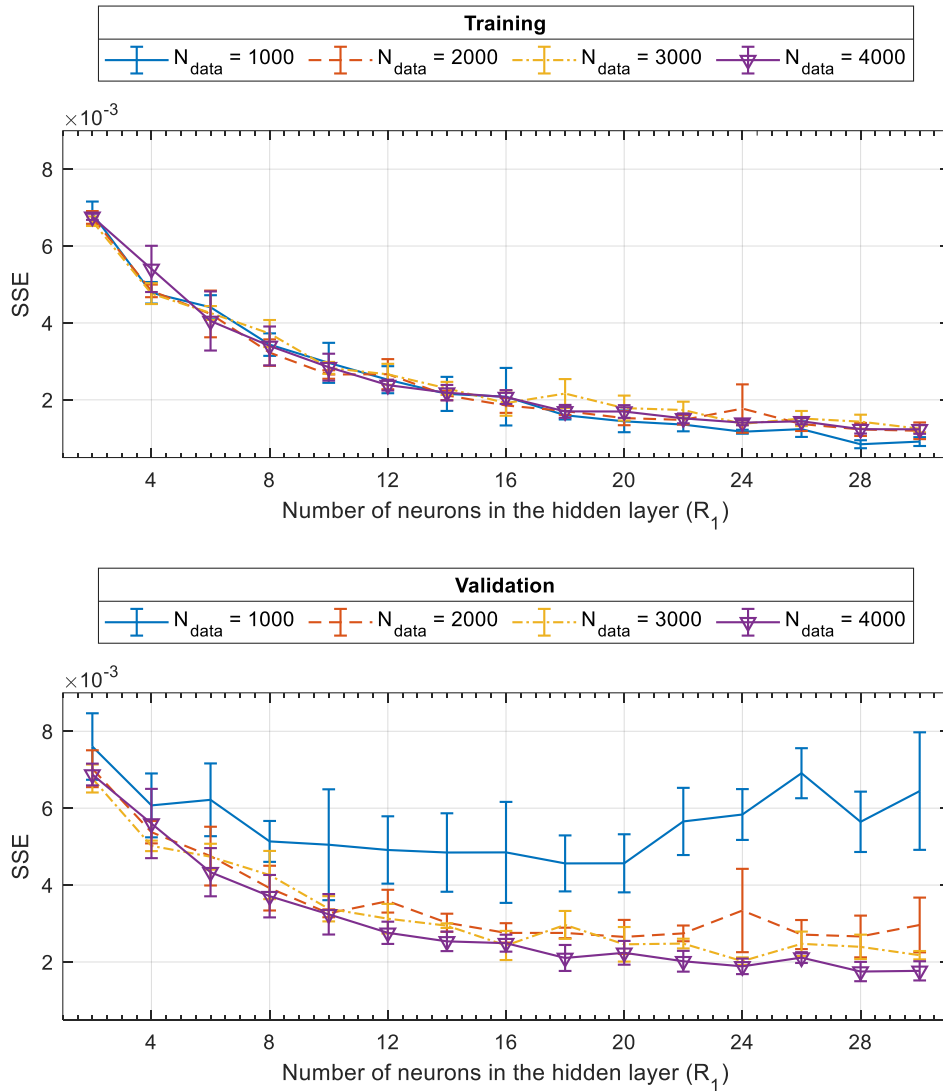 Training
N_data = 1000 N_data = 2000 N_data = 3000 N_data = 4000
×10^-3
8
6
4
2
SSE
4 8 12 16 20 24 28
Number of neurons in the hidden layer (R_1)
Validation
N_data = 1000 N_data = 2000 N_data = 3000 N_data = 4000
×10^-3
8
6
4
2
SSE
4 8 12 16 20 24 28
Number of neurons in the hidden layer (R_1)